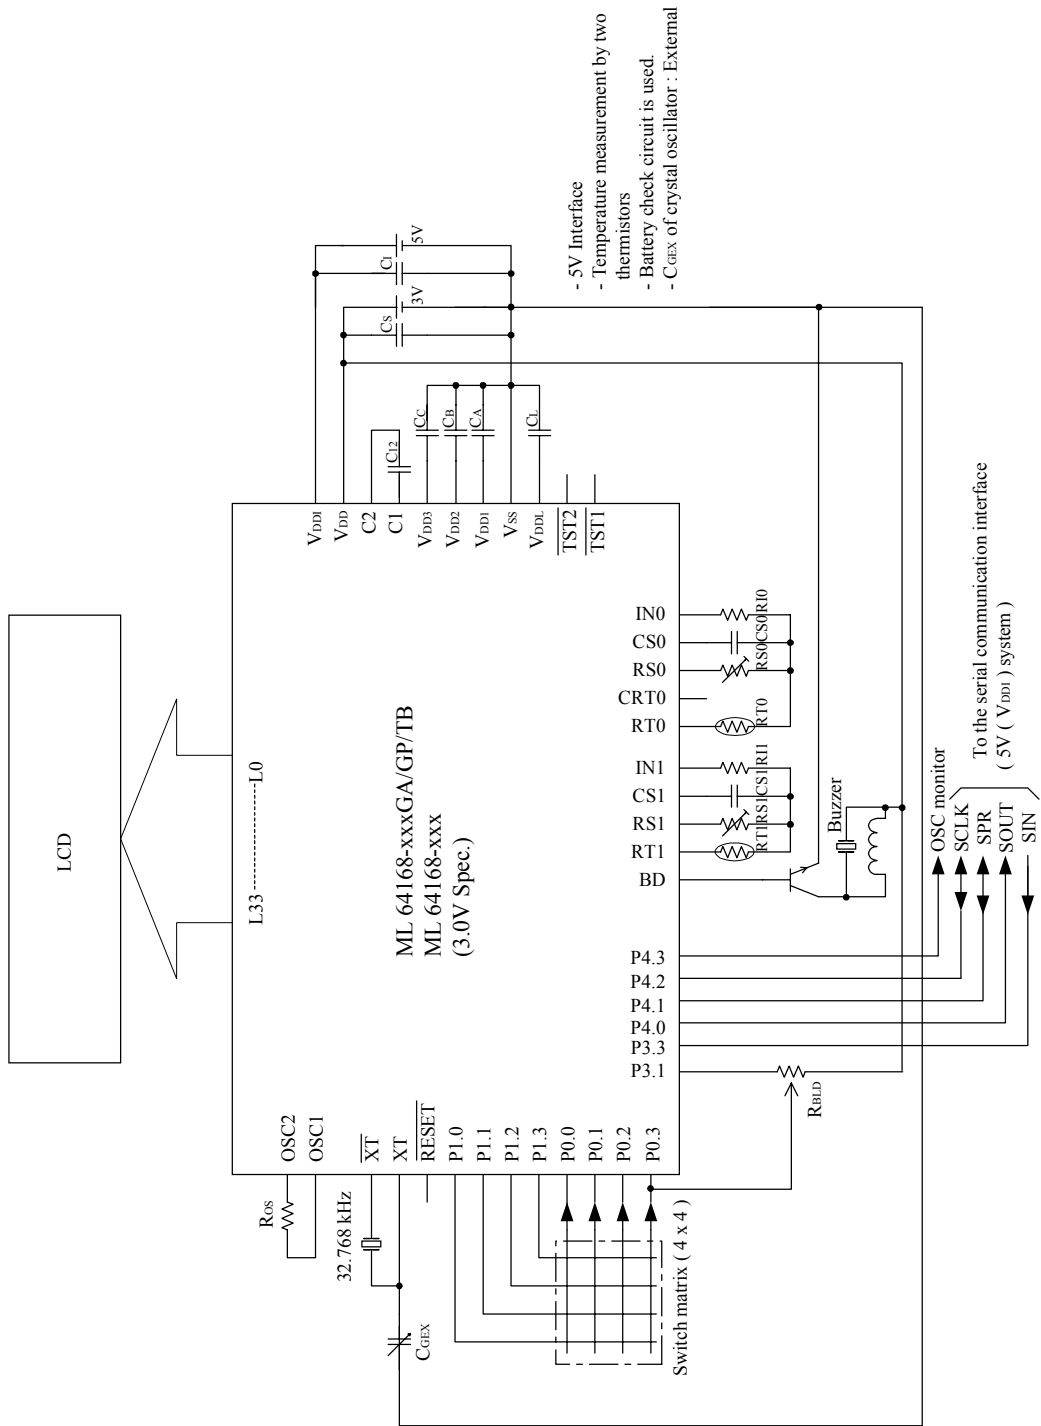 LCD
L33 ----------------L0
ML 64168-xxxGA/GP/TB
ML 64168-xxx
(3.0V Spec.)
OSC2
OSC1
XT
XT
RESET
P1.0
P1.1
P1.2
P1.3
P0.0
P0.1
P0.2
P0.3
ROS
32.768 kHz
CGEX
Switch matrix ( 4 x 4 )
VDDI
VDD
C2
C1
VDD3
VDD2
VDD1
VSS
VDDL
TST2
TST1
C12
CC
CB
CA
CL
CS
3V
CI
5V
P3.1
P3.3
P4.0
P4.1
P4.2
P4.3
BD
RT1
RS1
CS1
IN1
RT0
CRT0
RS0
CS0
IN0
RT1
RS1
CS1
RI1
RT0
RS0
CS0
RI0
Buzzer
RBLD
OSC monitor
SCLK
SPR
SOUT
SIN
To the serial communication interface
( 5V ( VDDI ) system )
- 5V Interface
- Temperature measurement by two
thermistors
- Battery check circuit is used.
- CGEX of crystal oscillator : External